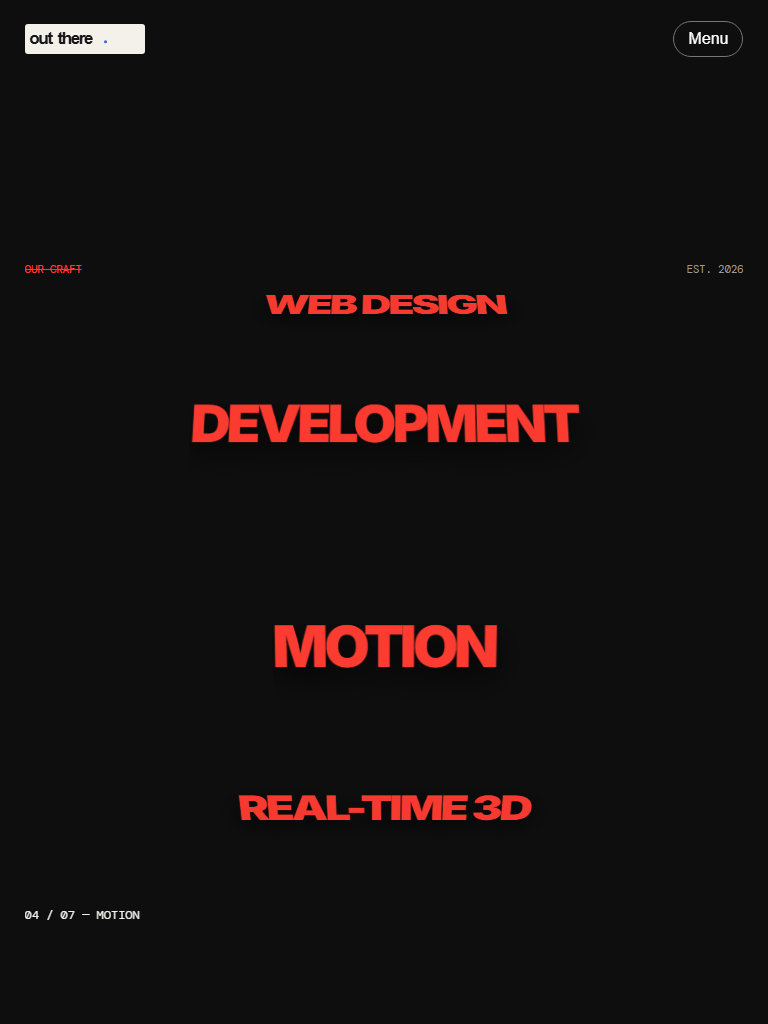 out there .
Menu
OUR CRAFT
EST. 2026
WEB DESIGN
DEVELOPMENT
MOTION
REAL-TIME 3D
04 / 07 — MOTION